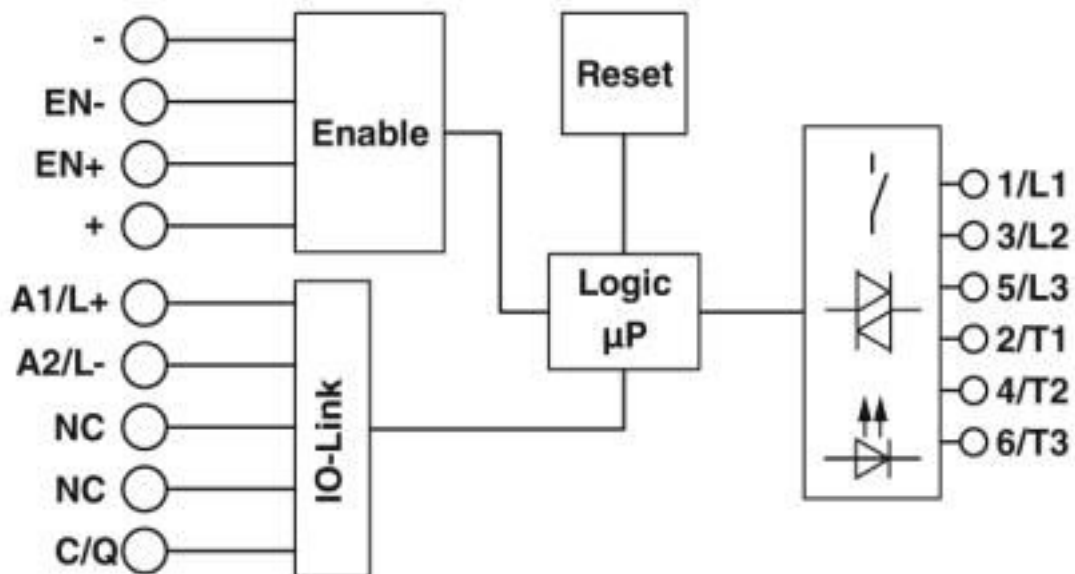 -
EN-
EN+
+
Enable
Reset
A1/L+
A2/L-
NC
NC
C/Q
IO-Link
Logic
µP
1/L1
3/L2
5/L3
2/T1
4/T2
6/T3